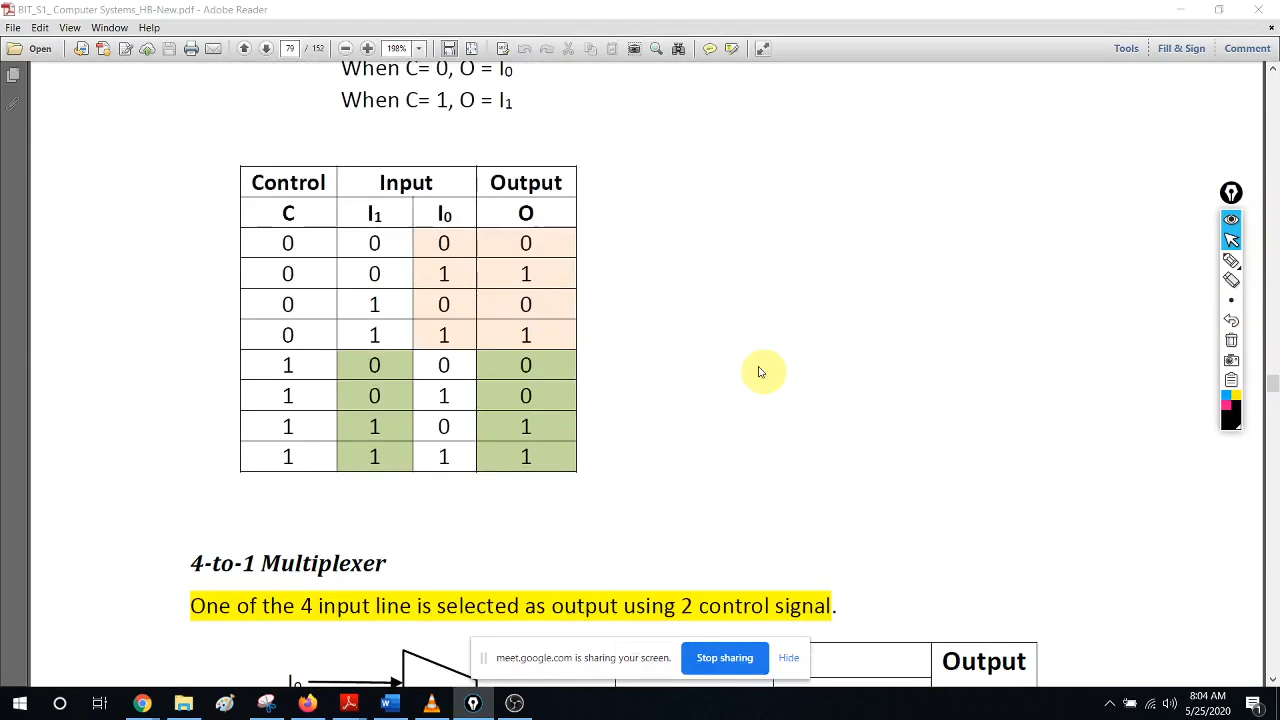 BIT_S1_ Computer Systems_HB-New.pdf - Adobe Reader
File Edit View Window Help
Open 79 / 152 198% Tools Fill & Sign Comment
When C= 0, O = I₀
When C= 1, O = I₁
Control Input Output
C I₁ I₀ O
0 0 0 0
0 0 1 1
0 1 0 0
0 1 1 1
1 0 0 0
1 0 1 0
1 1 0 1
1 1 1 1
4-to-1 Multiplexer
One of the 4 input line is selected as output using 2 control signal.
meet.google.com is sharing your screen. Stop sharing Hide
Output
I₀
8:04 AM
5/25/2020